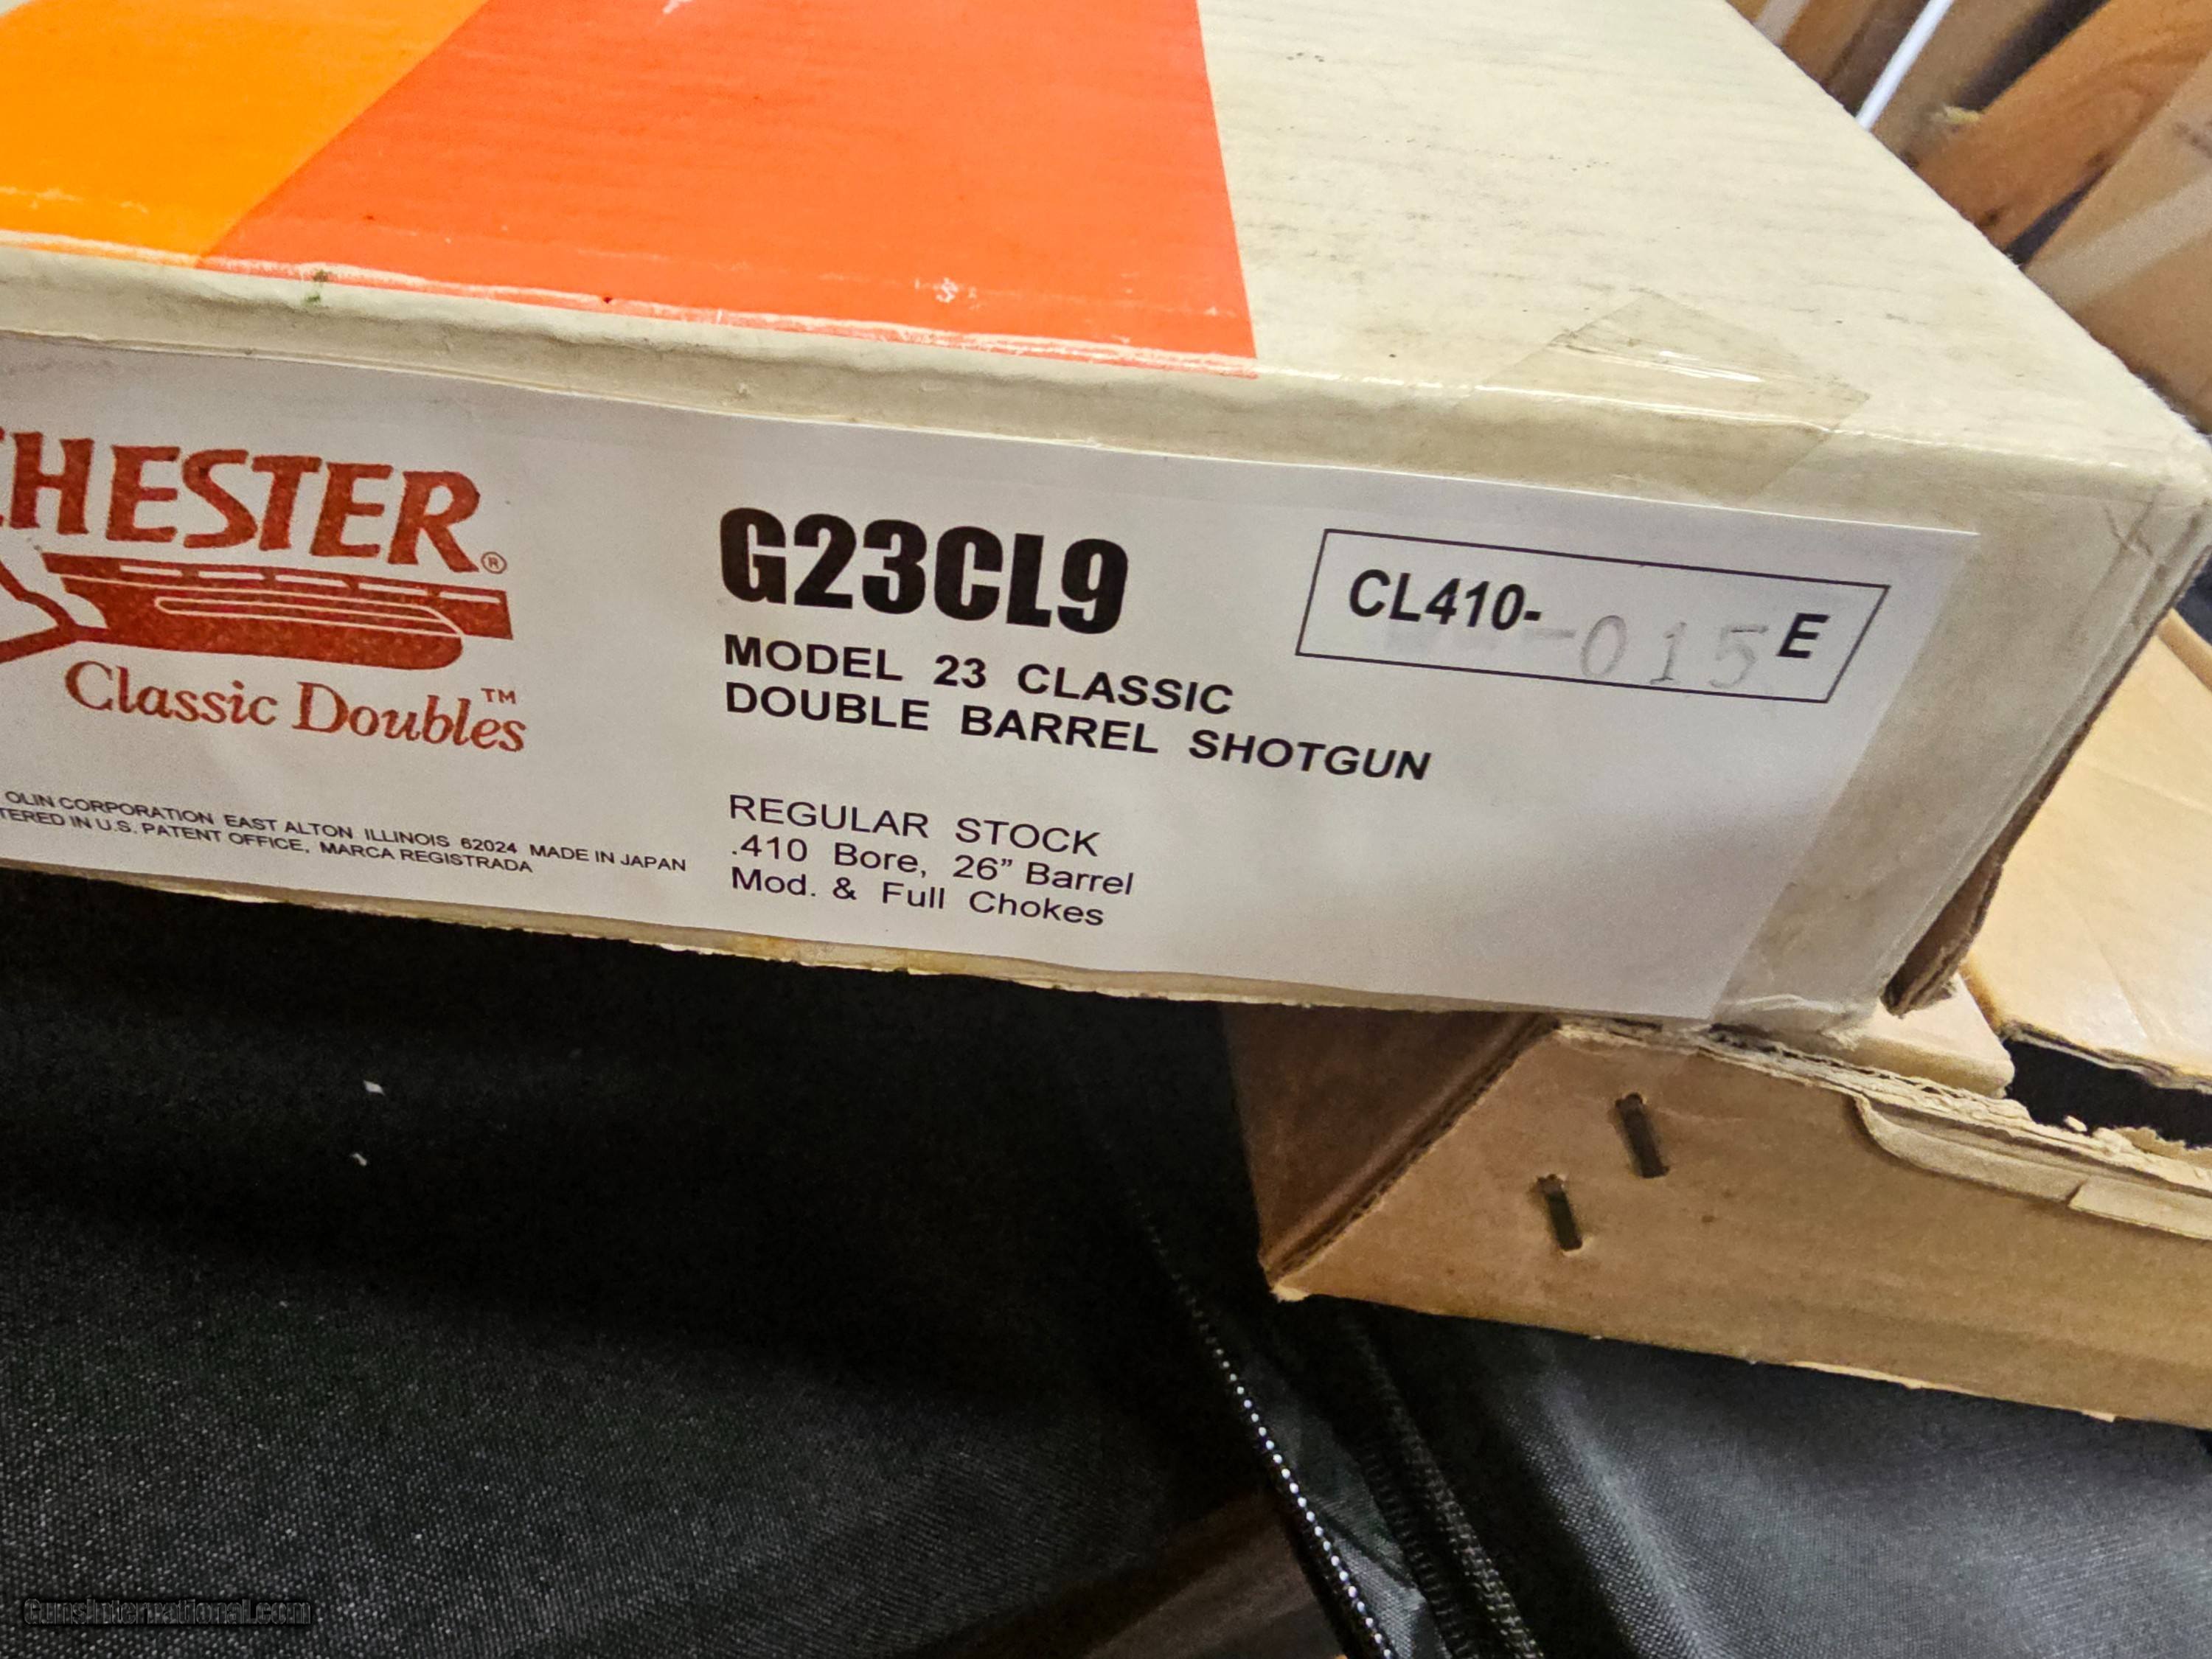 CHESTER®
Classic Doubles™
OLIN CORPORATION EAST ALTON ILLINOIS 62024 MADE IN JAPAN
TERED IN U.S. PATENT OFFICE, MARCA REGISTRADA
G23CL9
MODEL 23 CLASSIC
DOUBLE BARREL SHOTGUN
REGULAR STOCK
.410 Bore, 26” Barrel
Mod. & Full Chokes
CL410- -015 E
GunsInternational.com